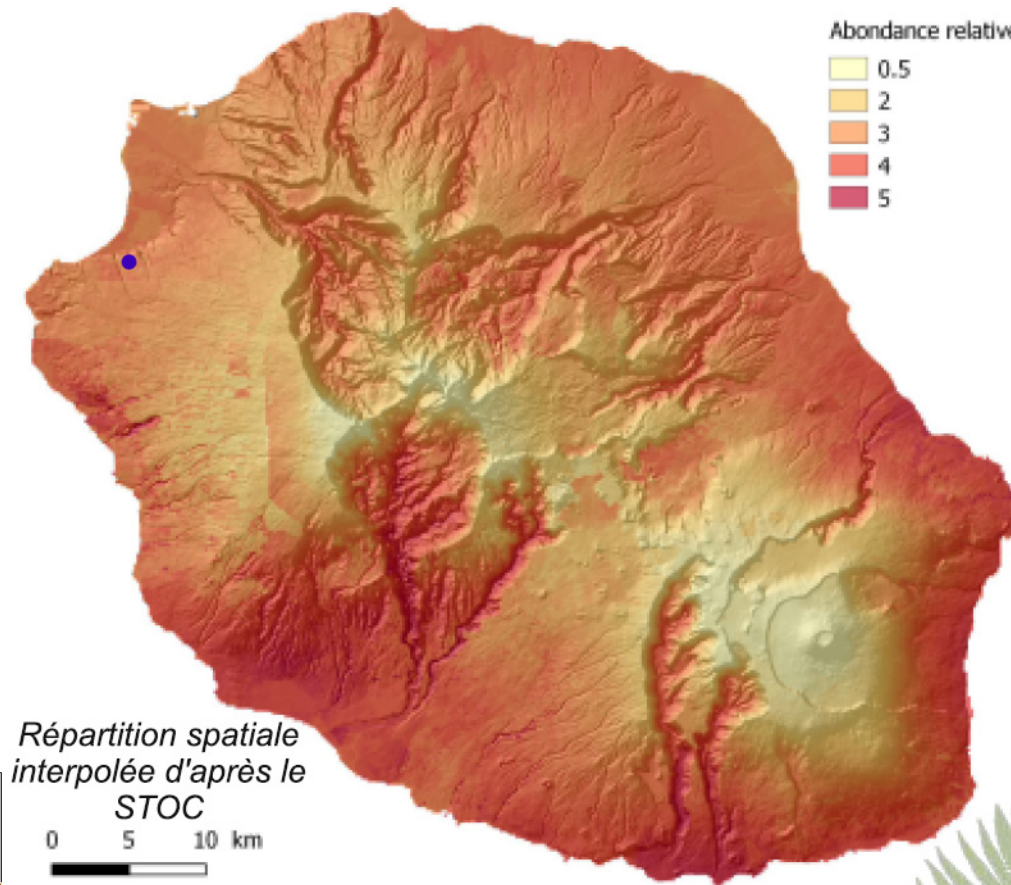 Abondance relative
0.5
2
3
4
5
Répartition spatiale
interpolée d'après le
STOC
0 5 10 km